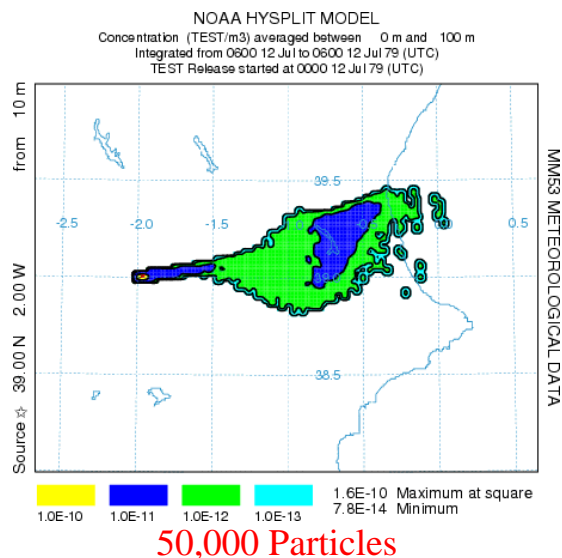 NOAA HYSPLIT MODEL
Concentration (TEST/m3) averaged between 0 m and 100 m
Integrated from 0600 12 Jul to 0600 12 Jul 79 (UTC)
TEST Release started at 0000 12 Jul 79 (UTC)
Source ☆ 39.00 N 2.00 W from 10 m
MM53 METEOROLOGICAL DATA
39.5
-2.5 -2.0 -1.5 0.5
38.5
1.0E-10 1.0E-11 1.0E-12 1.0E-13
1.6E-10 Maximum at square
7.8E-14 Minimum
50,000 Particles